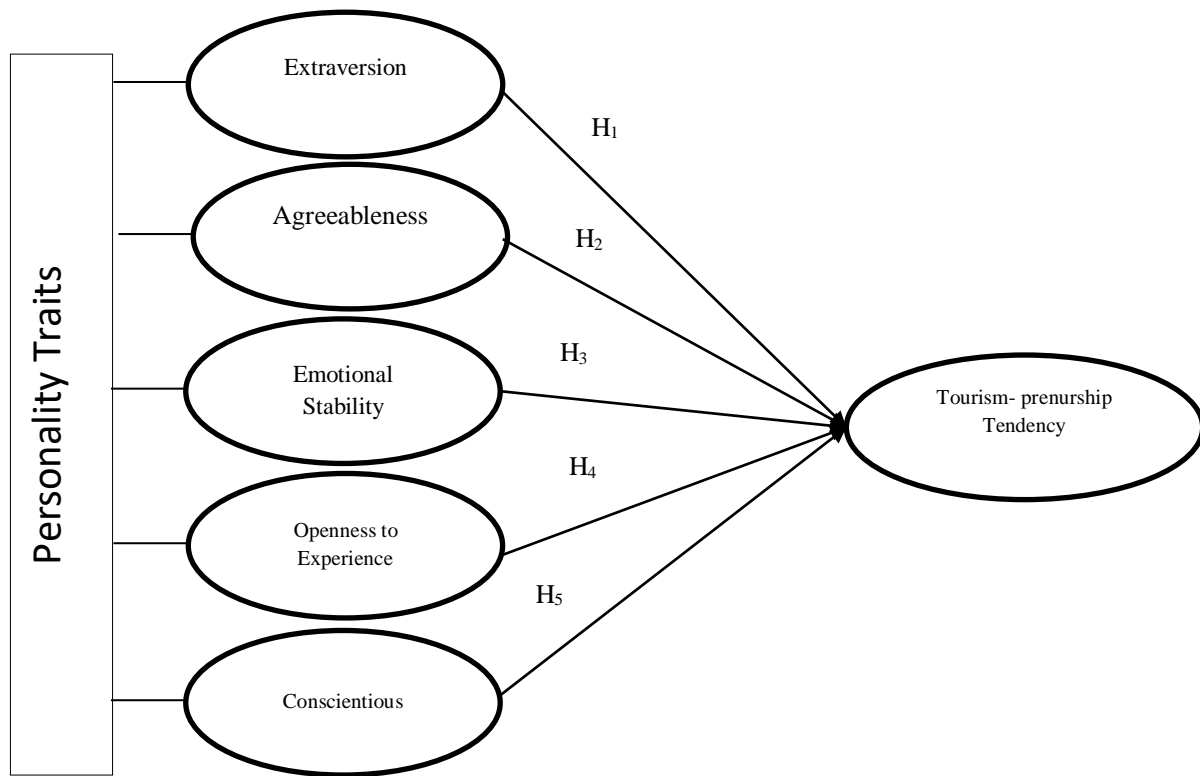 Personality Traits
Extraversion
H₁
Agreeableness
H₂
Emotional
Stability
H₃
Tourism- prenurship
Tendency
Openness to
Experience
H₄
Conscientious
H₅